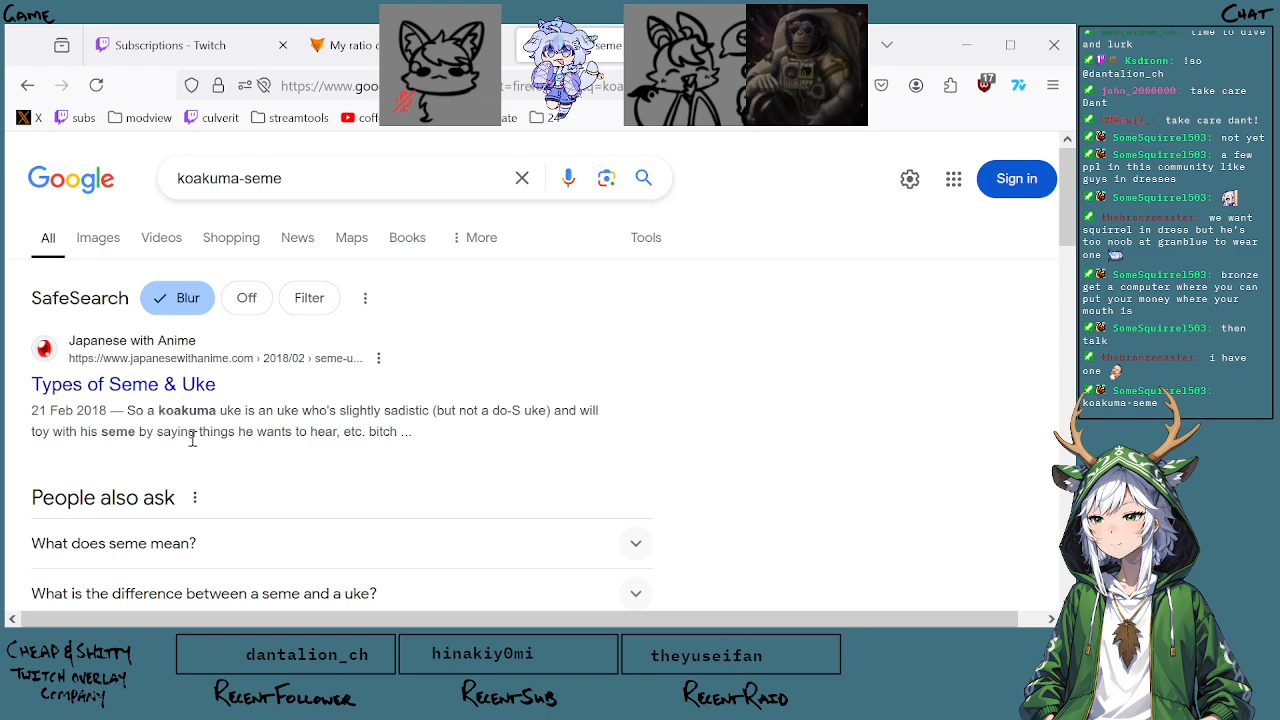 GAME
CHAT
Subscriptions - Twitch
My ratio
seme
https://www.goo
t=firef
q=koa
17
X
subs
modview
culvert
streamtools
Google
koakuma-seme
Sign in
All
Images
Videos
Shopping
News
Maps
Books
More
Tools
SafeSearch
Blur
Off
Filter
Japanese with Anime
https://www.japanesewithanime.com › 2018/02 › seme-u...
Types of Seme & Uke
21 Feb 2018 — So a koakuma uke is an uke who's slightly sadistic (but not a do-S uke) and will
toy with his seme by saying things he wants to hear, etc. bitch ...
People also ask
What does seme mean?
What is the difference between a seme and a uke?
time to dive
and lurk
Ksdronn: !so
@dantalion_ch
john_2000000: take care
Dant
take care dant!
SomeSquirrel503: not yet
SomeSquirrel503: a few
ppl in this community like
guys in dresses
SomeSquirrel503:
thebronzemaster: we want
squirrel in dress but he's
too noob at granblue to wear
one
SomeSquirrel503: bronze
get a computer where you can
put your money where your
mouth is
SomeSquirrel503: then
talk
thebronzemaster: i have
one
SomeSquirrel503:
koakuma-seme
CHEAP & SHITTY
TWITCH OVERLAY
COMPANY
dantalion_ch
hinakiy0mi
theyuseifan
RECENT FOLLOWER
RECENT SUB
RECENT RAID